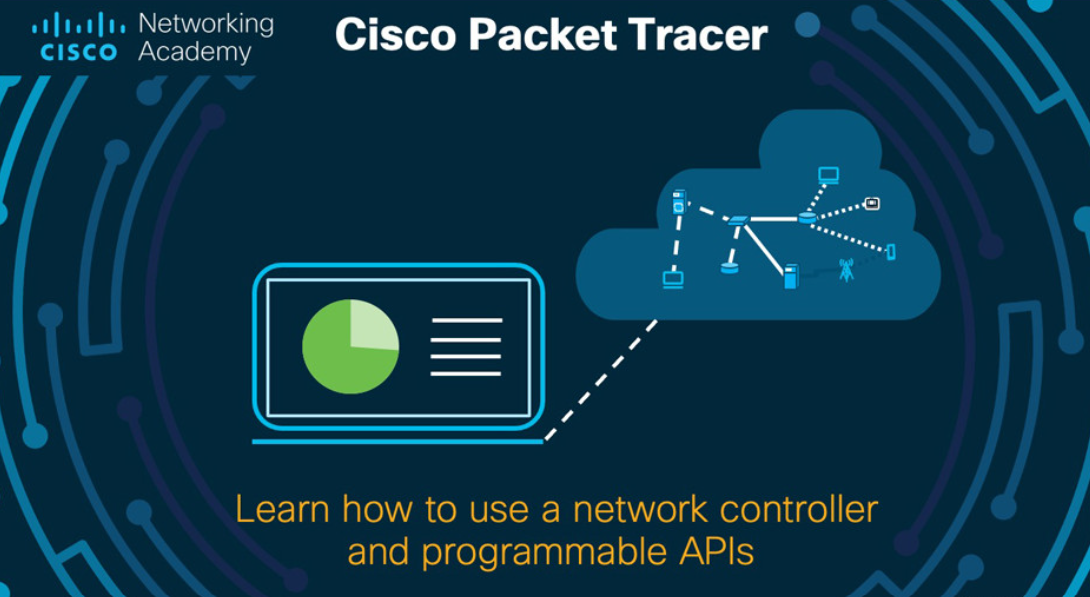 Networking
Academy
CISCO
Cisco Packet Tracer
Learn how to use a network controller
and programmable APIs